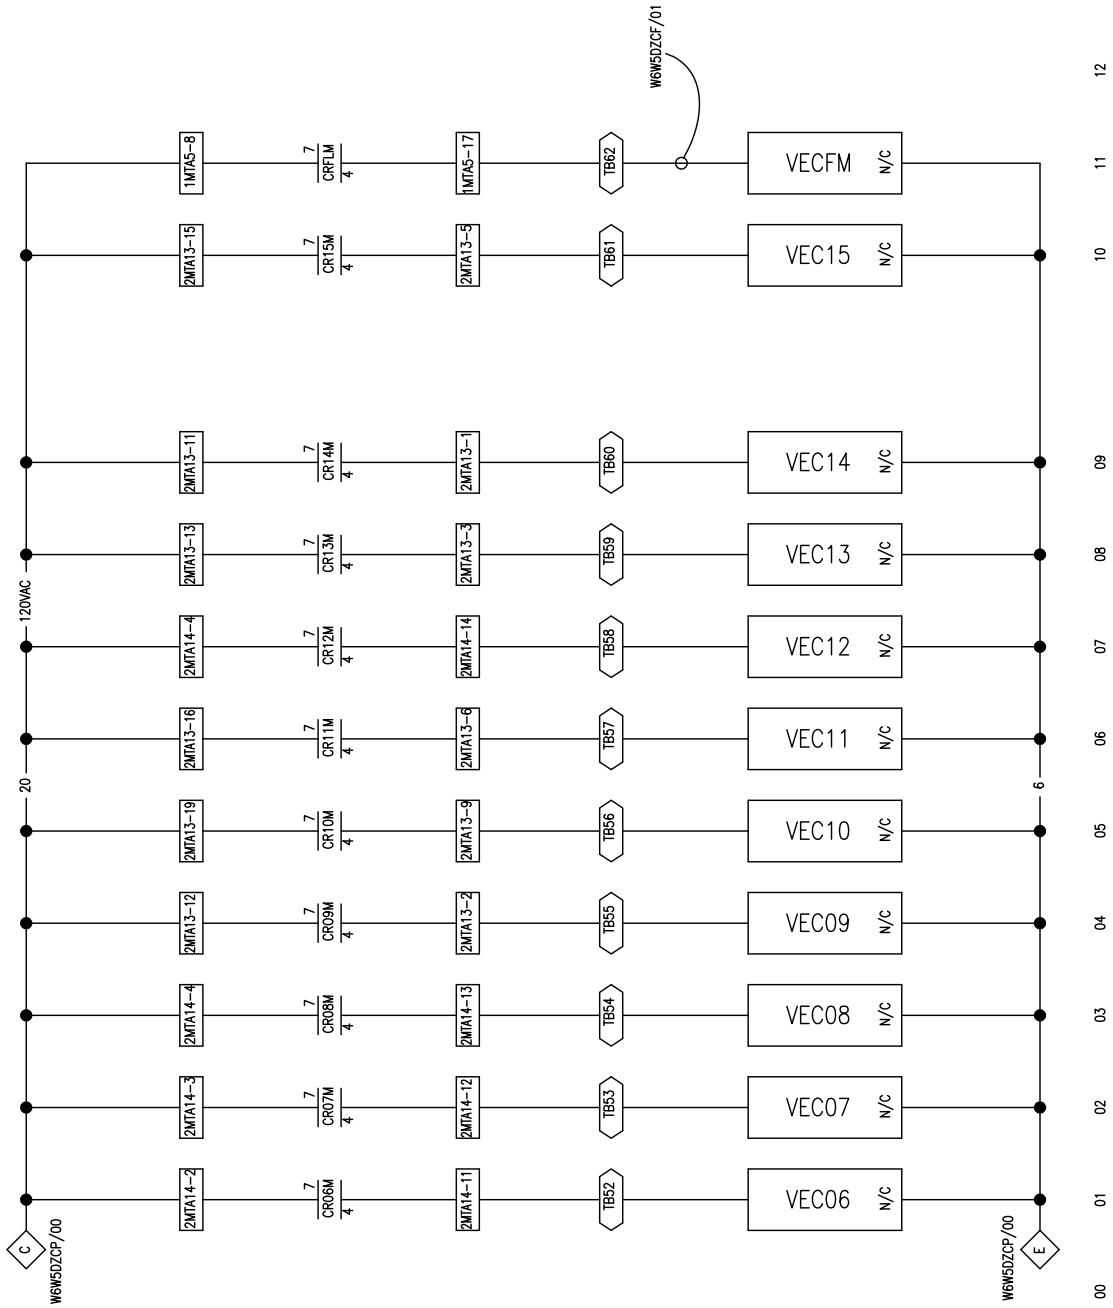 C
W6W5DZCP/00
20
120VAC
2MTA14-2
2MTA14-3
2MTA14-4
2MTA13-12
2MTA13-19
2MTA13-16
2MTA14-4
2MTA13-13
2MTA13-11
2MTA13-15
1MTA5-8
7
CR06M
4
7
CR07M
4
7
CR08M
4
7
CR09M
4
7
CR10M
4
7
CR11M
4
7
CR12M
4
7
CR13M
4
7
CR14M
4
7
CR15M
4
7
CRFLM
4
2MTA14-11
2MTA14-12
2MTA14-13
2MTA13-2
2MTA13-9
2MTA13-6
2MTA14-14
2MTA13-3
2MTA13-1
2MTA13-5
1MTA5-17
TB52
TB53
TB54
TB55
TB56
TB57
TB58
TB59
TB60
TB61
TB62
W6W5DZCF/01
VEC06
VEC07
VEC08
VEC09
VEC10
VEC11
VEC12
VEC13
VEC14
VEC15
VECFM
N/C
N/C
N/C
N/C
N/C
N/C
N/C
N/C
N/C
N/C
N/C
W6W5DZCP/00
E
6
00
01
02
03
04
05
06
07
08
09
10
11
12